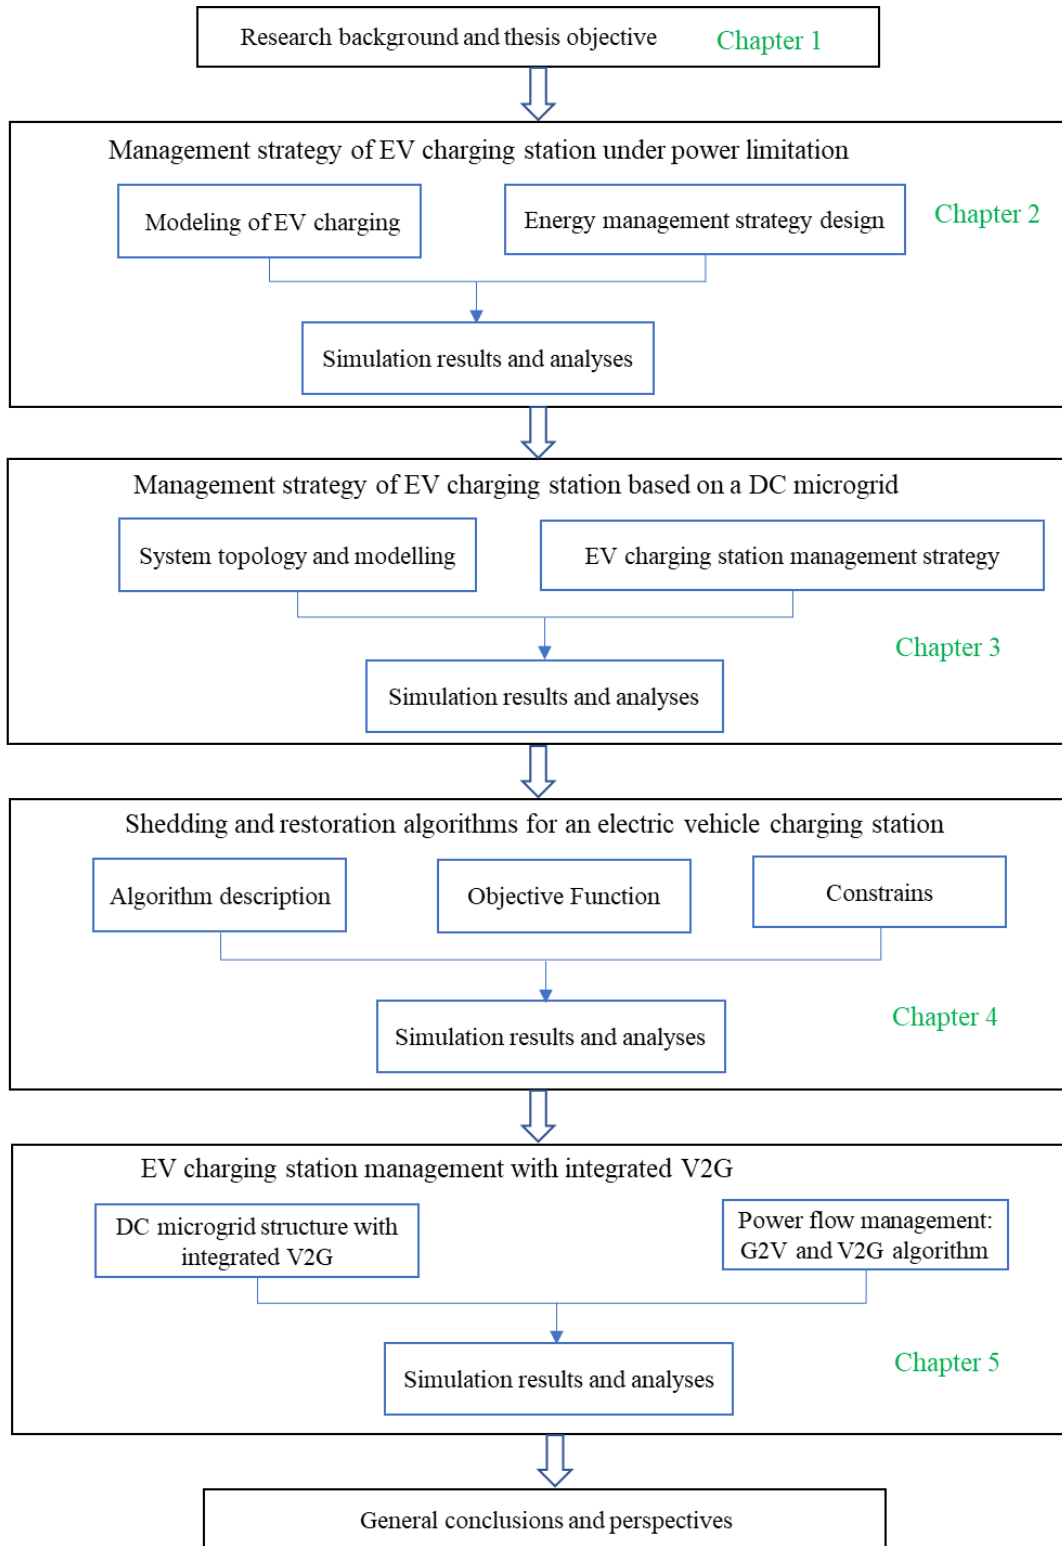 Research background and thesis objective Chapter 1
Management strategy of EV charging station under power limitation
Modeling of EV charging
Energy management strategy design
Chapter 2
Simulation results and analyses
Management strategy of EV charging station based on a DC microgrid
System topology and modelling
EV charging station management strategy
Chapter 3
Simulation results and analyses
Shedding and restoration algorithms for an electric vehicle charging station
Algorithm description
Objective Function
Constrains
Chapter 4
Simulation results and analyses
EV charging station management with integrated V2G
DC microgrid structure with
integrated V2G
Power flow management:
G2V and V2G algorithm
Chapter 5
Simulation results and analyses
General conclusions and perspectives